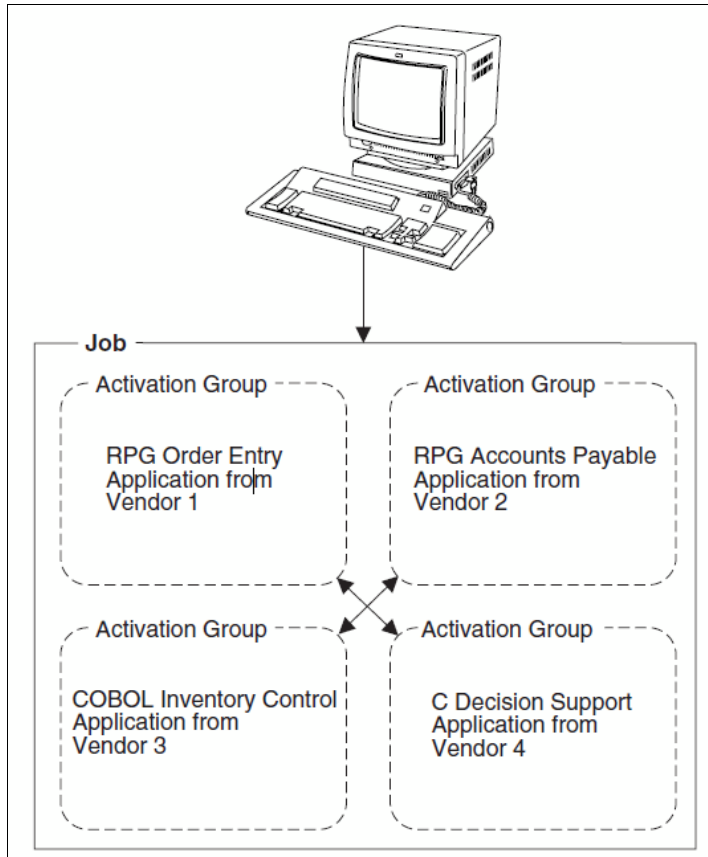 Job
Activation Group
RPG Order Entry
Application from
Vendor 1
Activation Group
RPG Accounts Payable
Application from
Vendor 2
Activation Group
COBOL Inventory Control
Application from
Vendor 3
Activation Group
C Decision Support
Application from
Vendor 4